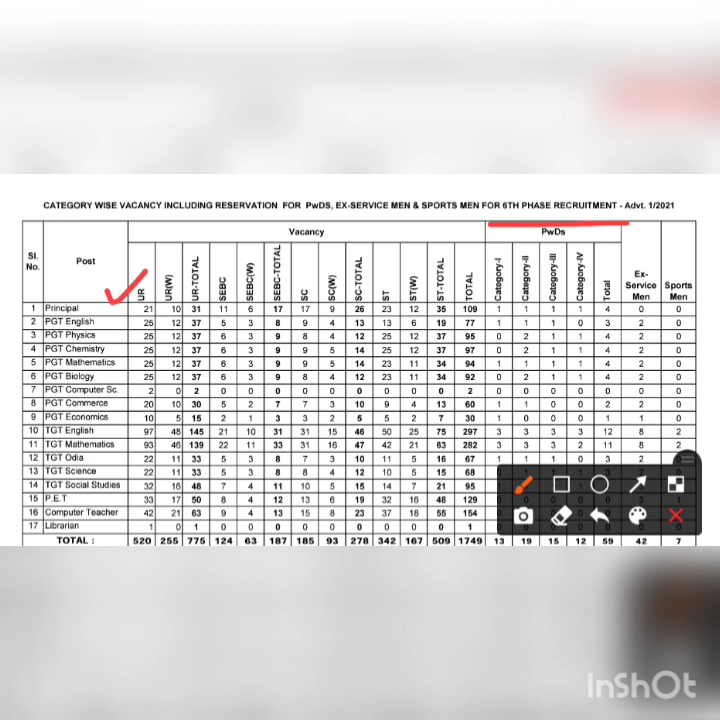 CATEGORY WISE VACANCY INCLUDING RESERVATION FOR PwDS, EX-SERVICE MEN & SPORTS MEN FOR 6TH PHASE RECRUITMENT - Advt. 1/2021
Sl. No. Post Vacancy PwDs Ex-Service Men Sports Men
UR UR(W) UR-TOTAL SEBC SEBC(W) SEBC-TOTAL SC SC(W) SC-TOTAL ST ST(W) ST-TOTAL TOTAL Category-I Category-II Category-III Category-IV Total
1 Principal 21 10 31 11 6 17 17 9 26 23 12 35 109 1 1 1 1 4 0 0
2 PGT English 25 12 37 5 3 8 9 4 13 13 6 19 77 1 1 1 0 3 2 0
3 PGT Physics 25 12 37 6 3 9 8 4 12 25 12 37 95 0 2 1 1 4 2 0
4 PGT Chemistry 25 12 37 6 3 9 9 5 14 25 12 37 97 0 2 1 1 4 2 0
5 PGT Mathematics 25 12 37 6 3 9 9 5 14 23 11 34 94 1 1 1 1 4 2 0
6 PGT Biology 25 12 37 6 3 9 8 4 12 23 11 34 92 0 2 1 1 4 2 0
7 PGT Computer Sc. 2 0 2 0 0 0 0 0 0 0 0 0 2 0 0 0 0 0 0 0
8 PGT Commerce 20 10 30 5 2 7 7 3 10 9 4 13 60 1 1 0 0 2 2 0
9 PGT Economics 10 5 15 2 1 3 3 2 5 5 2 7 30 1 0 0 0 1 1 0
10 TGT English 97 48 145 21 10 31 31 15 46 50 25 75 297 3 3 3 3 12 8 2
11 TGT Mathematics 93 46 139 22 11 33 31 16 47 42 21 63 282 3 3 3 2 11 8 2
12 TGT Odia 22 11 33 5 3 8 7 3 10 11 5 16 67 1 1 1 0 3 2
13 TGT Science 22 11 33 5 3 8 8 4 12 10 5 15 68 0 1 1 1 3 2 0
14 TGT Social Studies 32 16 48 7 4 11 10 5 15 14 7 21 95
15 P.E.T 33 17 50 8 4 12 13 6 19 32 16 48 129
16 Computer Teacher 42 21 63 9 4 13 15 8 23 37 18 55 154
17 Librarian 1 0 1 0 0 0 0 0 0 0 0 0 1
TOTAL : 520 255 775 124 63 187 185 93 278 342 167 509 1749 13 19 15 12 59 42 7
InShOt